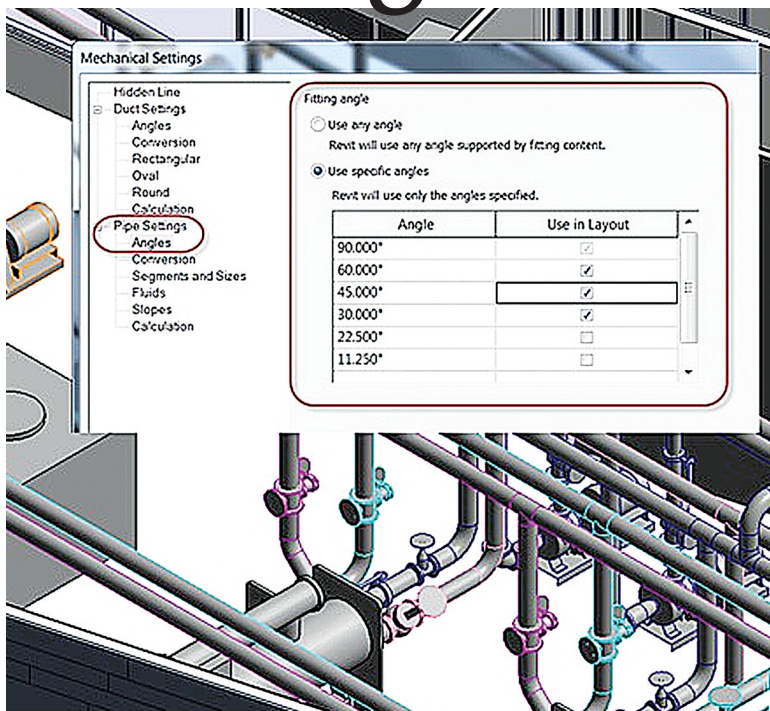 Mechanical Settings
Hidden Line
Duct Settings
Angles
Conversion
Rectangular
Oval
Round
Calculation
Pipe Settings
Angles
Conversion
Segments and Sizes
Fluids
Slopes
Calculation
Fitting angle
Use any angle
Revit will use any angle supported by fitting content.
Use specific angles
Revit will use only the angles specified.
Angle Use in Layout
90.000°
60.000°
45.000°
30.000°
22.500°
11.250°